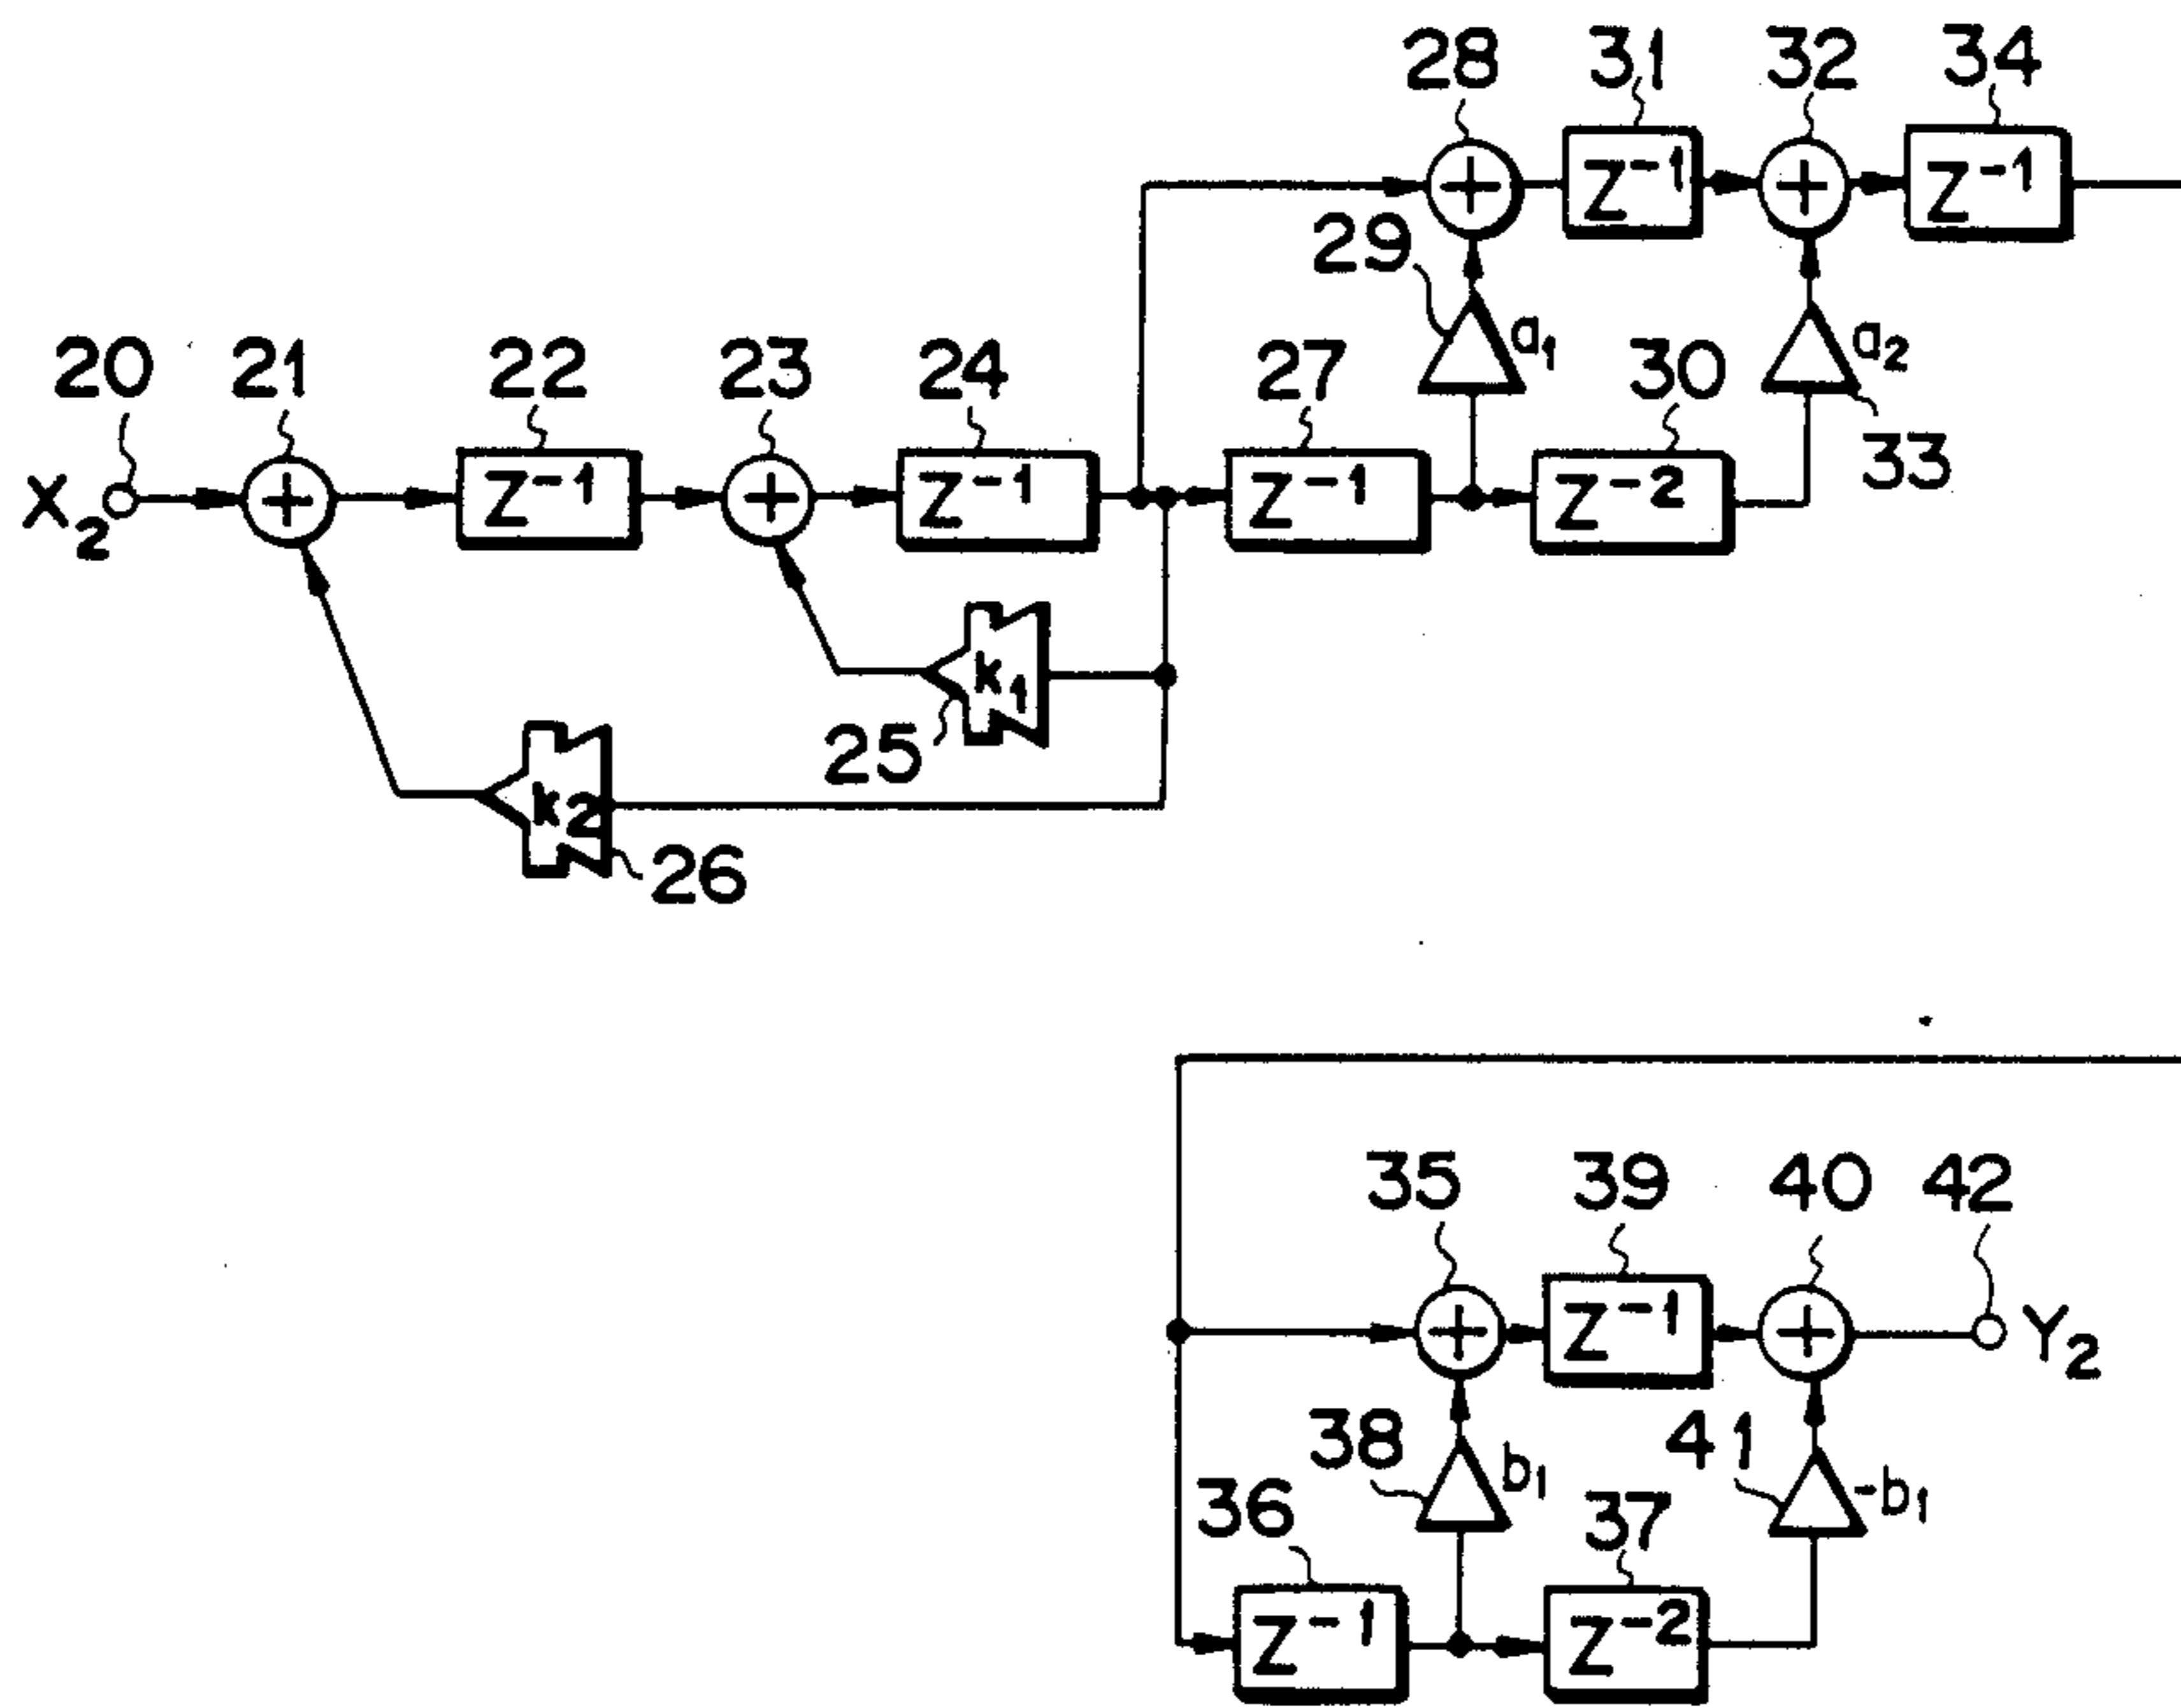 28 31 32 34
Z⁻¹ Z⁻¹
29
a₁ a₂
20 21 22 23 24 27 30
33
X₂ Z⁻¹ Z⁻¹ Z⁻¹ Z⁻²
k₁
25
k₂
26
35 39 40 42
Z⁻¹ Y₂
38 b₁ 41 -b₁
36 37
Z⁻¹ Z⁻²